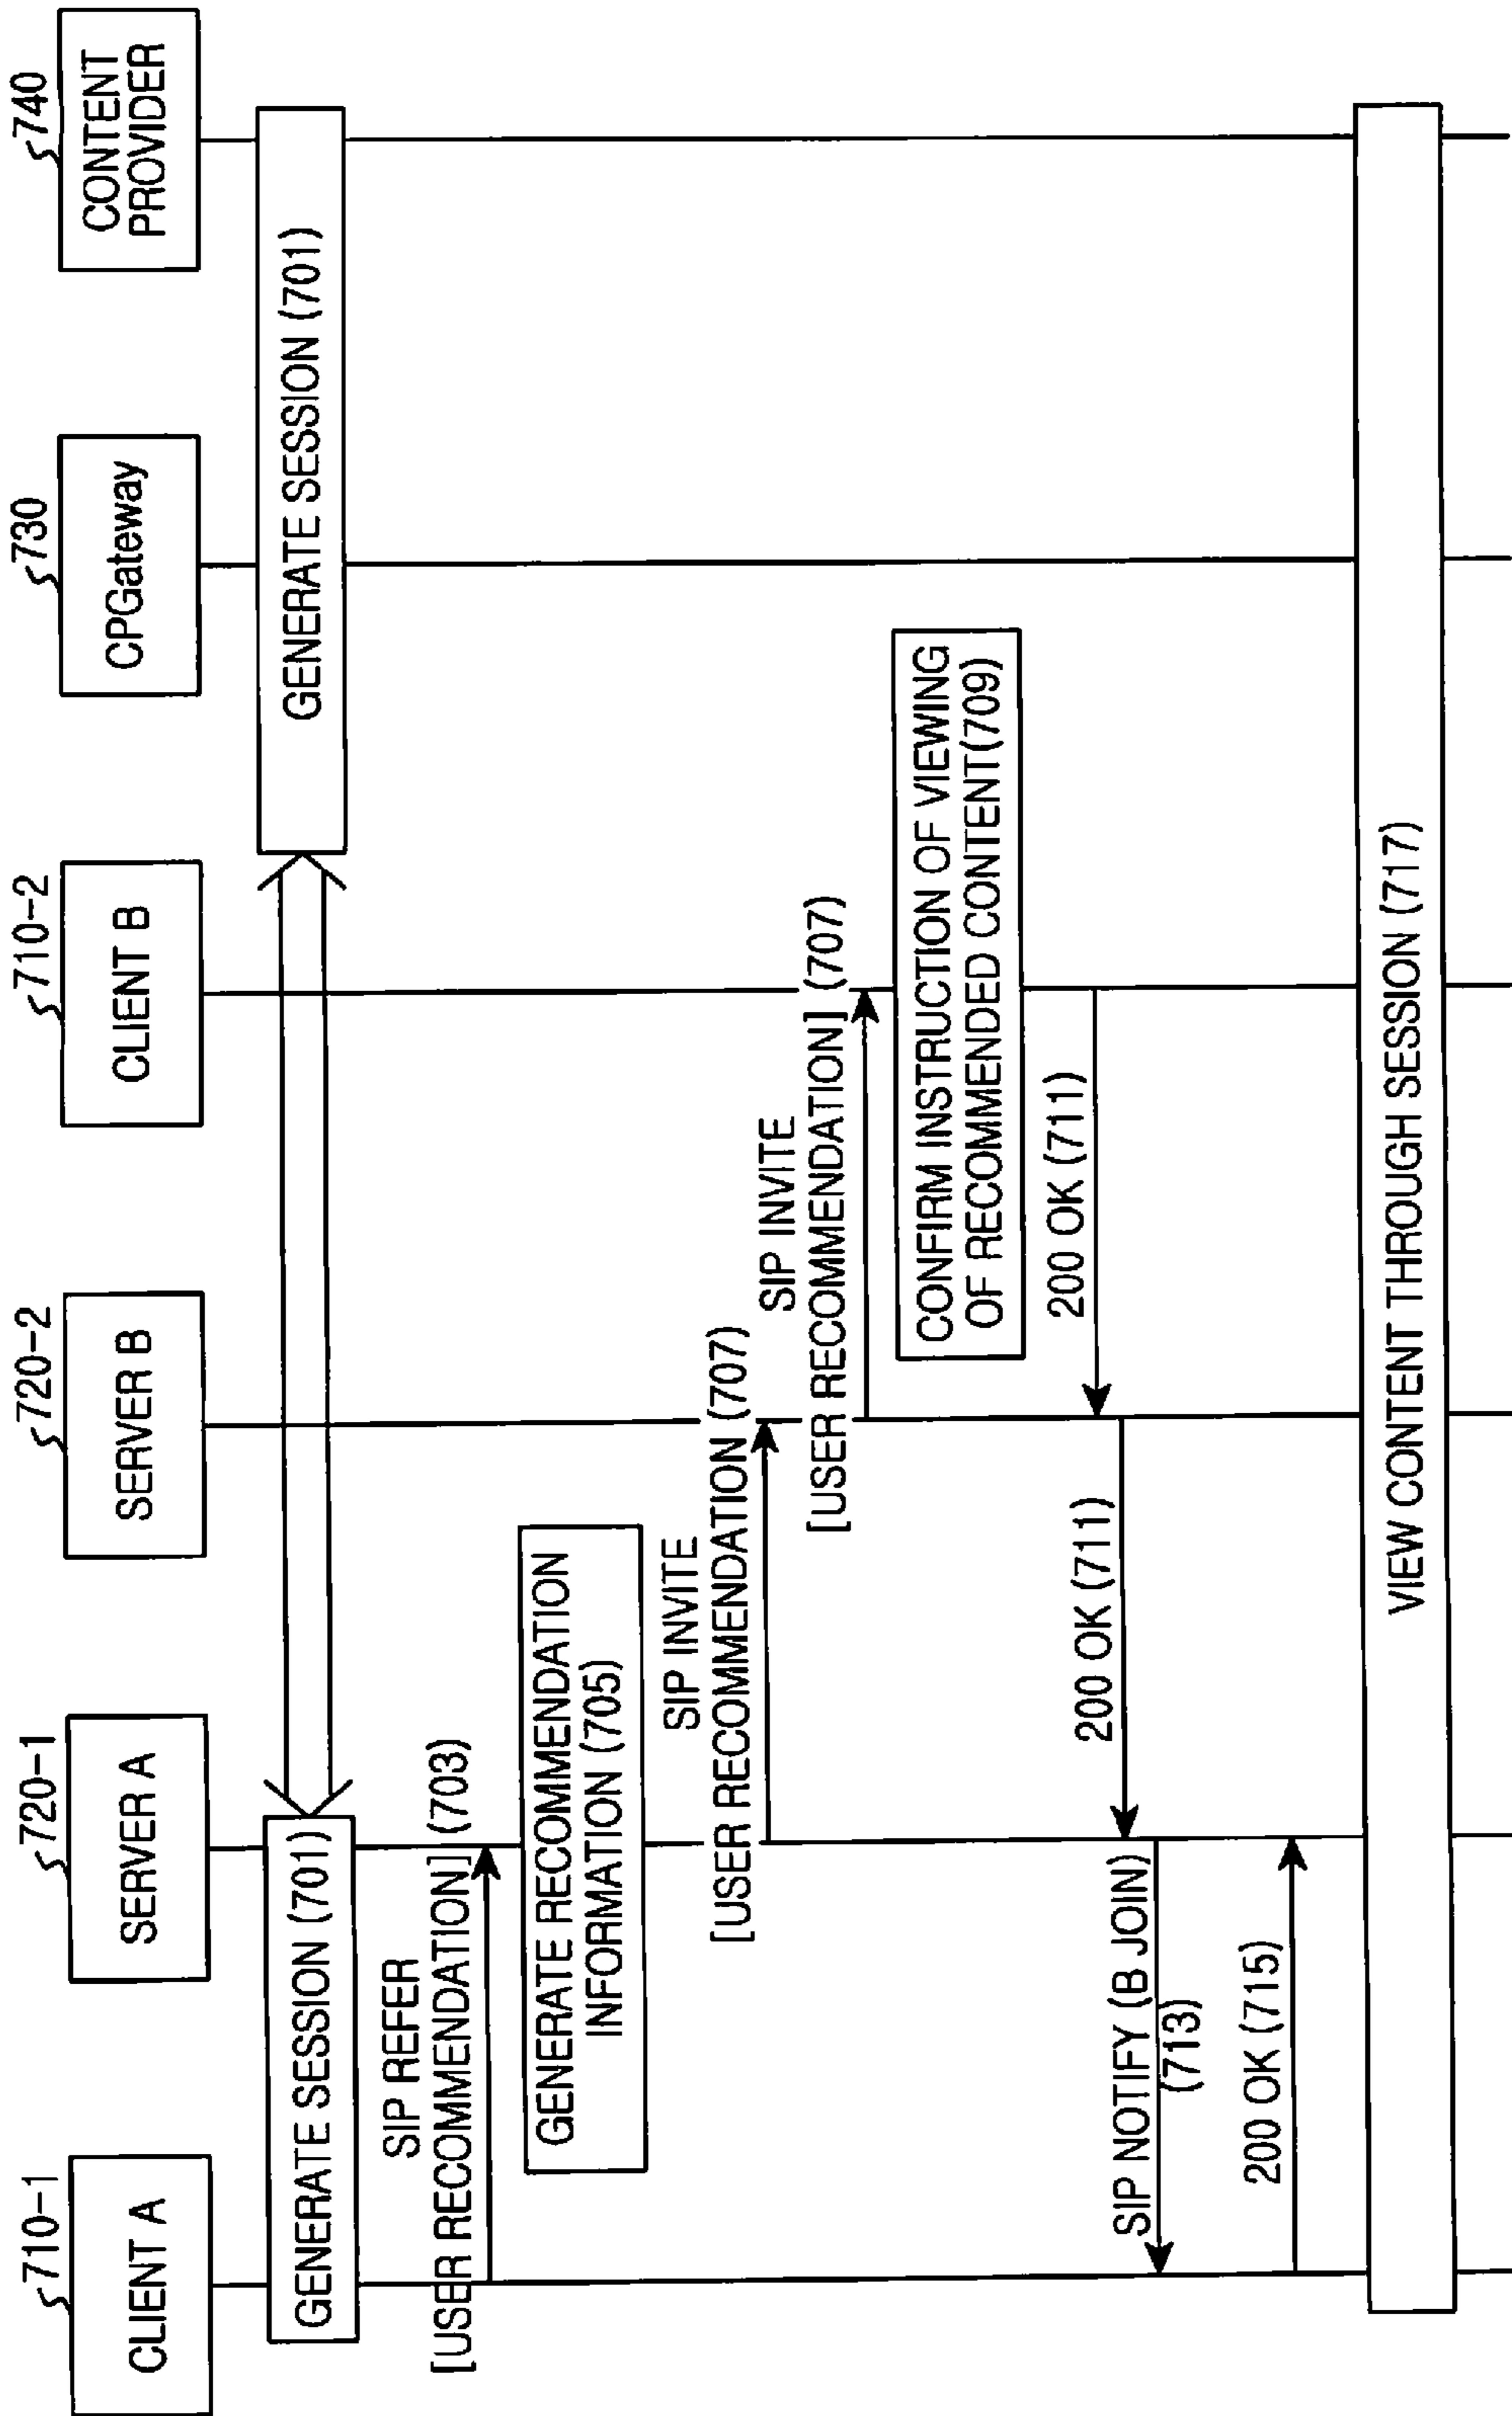 710-1
CLIENT A
720-1
SERVER A
720-2
SERVER B
710-2
CLIENT B
730
CPGateway
740
CONTENT
PROVIDER
GENERATE SESSION (701)
GENERATE SESSION (701)
SIP REFER
[USER RECOMMENDATION] (703)
GENERATE RECOMMENDATION
INFORMATION (705)
SIP INVITE
[USER RECOMMENDATION (707)
SIP INVITE
[USER RECOMMENDATION] (707)
CONFIRM INSTRUCTION OF VIEWING
OF RECOMMENDED CONTENT(709)
200 OK (711)
200 OK (711)
SIP NOTIFY (B JOIN)
(713)
200 OK (715)
VIEW CONTENT THROUGH SESSION (717)